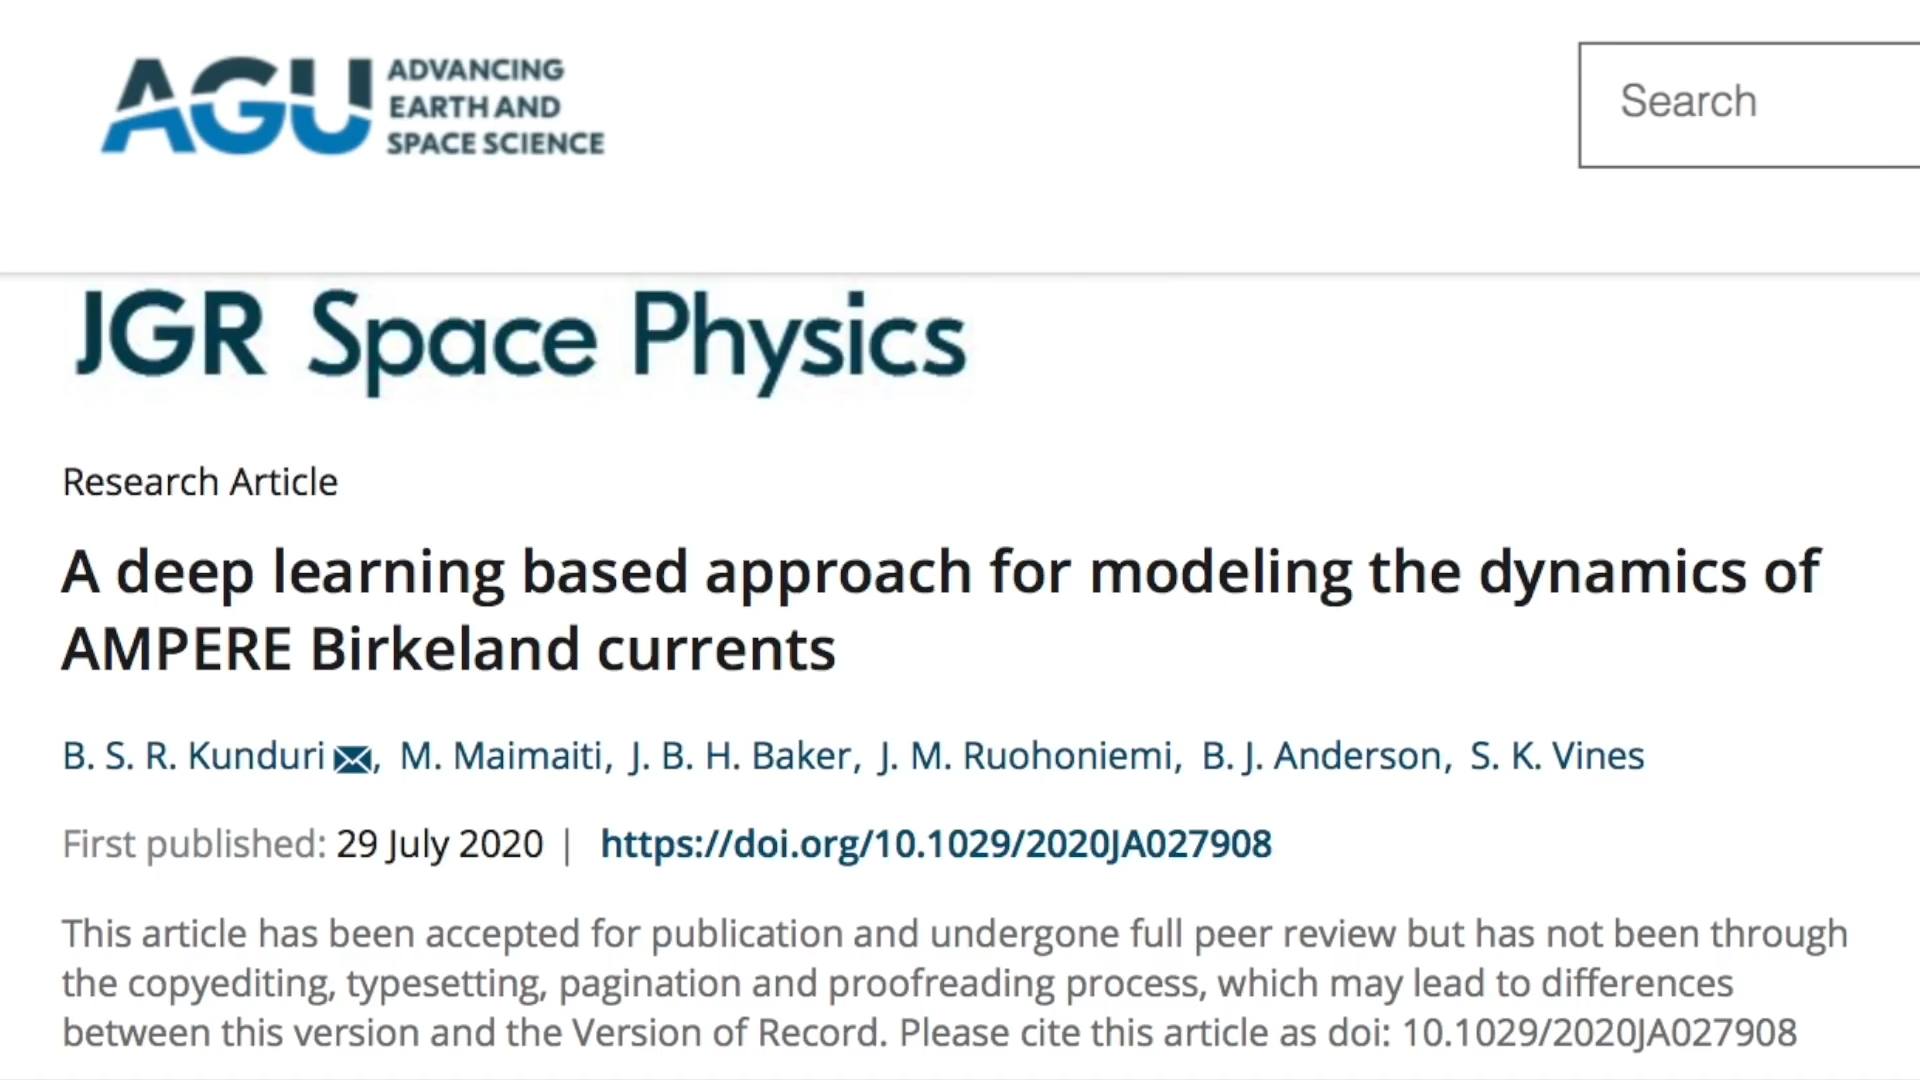 AGU ADVANCING
EARTH AND
SPACE SCIENCE
Search
JGR Space Physics
Research Article
A deep learning based approach for modeling the dynamics of
AMPERE Birkeland currents
B. S. R. Kunduri, M. Maimaiti, J. B. H. Baker, J. M. Ruohoniemi, B. J. Anderson, S. K. Vines
First published: 29 July 2020 | https://doi.org/10.1029/2020JA027908
This article has been accepted for publication and undergone full peer review but has not been through
the copyediting, typesetting, pagination and proofreading process, which may lead to differences
between this version and the Version of Record. Please cite this article as doi: 10.1029/2020JA027908